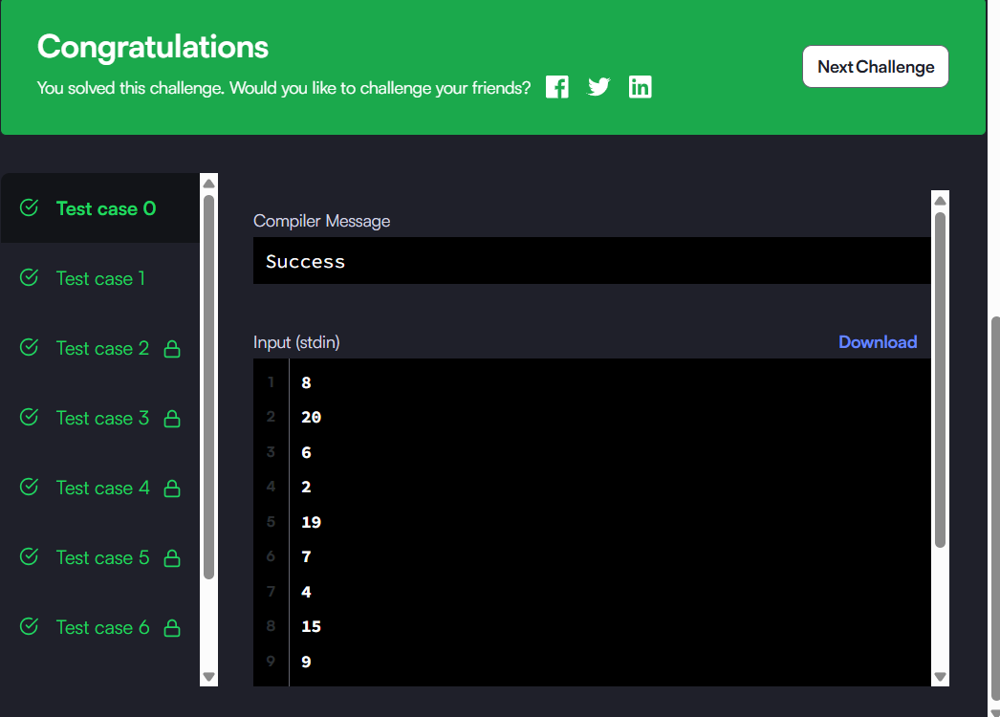 Congratulations
You solved this challenge. Would you like to challenge your friends?
Next Challenge
Test case 0
Test case 1
Test case 2
Test case 3
Test case 4
Test case 5
Test case 6
Compiler Message
Success
Input (stdin)
Download
1 8
2 20
3 6
4 2
5 19
6 7
7 4
8 15
9 9